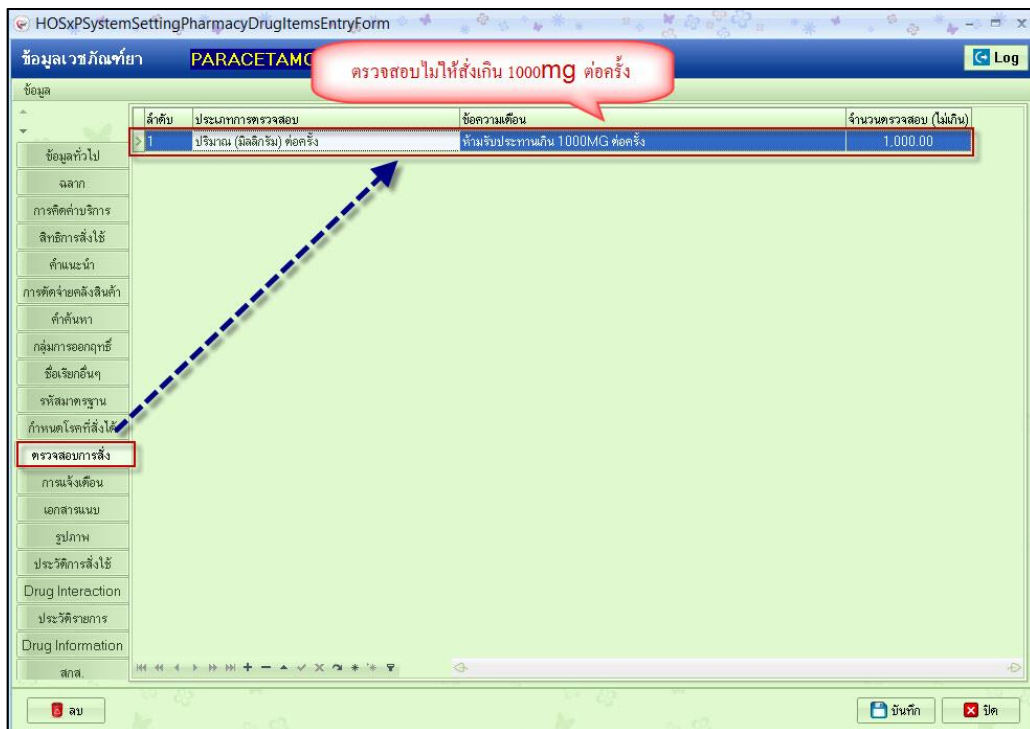 HOSxPSystemSettingPharmacyDrugItemsEntryForm
ข้อมูลเวชภัณฑ์ยา PARACETAMO
Log
ตรวจสอบไม่ให้สั่งเกิน 1000mg ต่อครั้ง
ข้อมูล
ลำดับ ประเภทการตรวจสอบ ข้อความเตือน จำนวนตรวจสอบ (ไม่เกิน)
1 ปริมาณ (มิลลิกรัม) ต่อครั้ง ห้ามรับประทานเกิน 1000MG ต่อครั้ง 1,000.00
ข้อมูลทั่วไป
ฉลาก
การคิดค่าบริการ
สิทธิการสั่งใช้
คำแนะนำ
การตัดจ่ายคลังสินค้า
คำค้นหา
กลุ่มการออกฤทธิ์
ชื่อเรียกอื่นๆ
รหัสมาตรฐาน
กำหนดโรคที่สั่งได้
ตรวจสอบการสั่ง
การแจ้งเตือน
เอกสารแนบ
รูปภาพ
ประวัติการสั่งใช้
Drug Interaction
ประวัติรายการ
Drug Information
สกส.
ลบ บันทึก ปิด